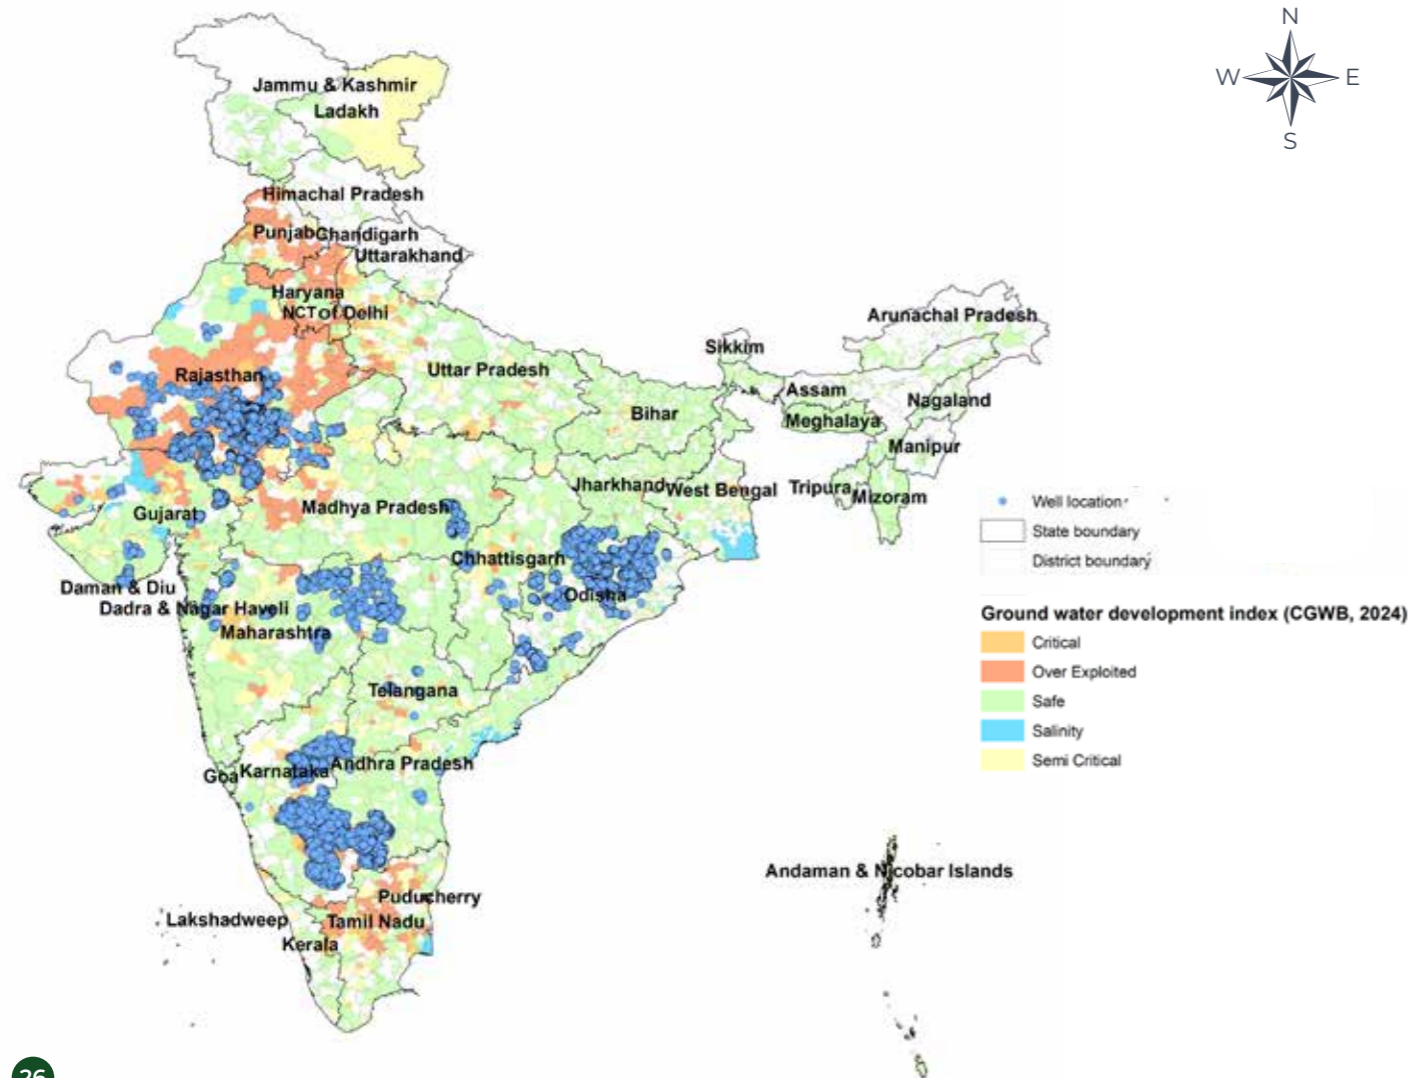 N
W E
S
Jammu & Kashmir
Ladakh
Himachal Pradesh
Punjab Chandigarh
Uttarakhand
Haryana
NCT of Delhi
Arunachal Pradesh
Sikkim
Rajasthan
Uttar Pradesh
Assam
Nagaland
Bihar
Meghalaya
Manipur
Jharkhand
West Bengal
Tripura
Mizoram
Gujarat
Madhya Pradesh
Chhattisgarh
Daman & Diu
Odisha
Dadra & Nagar Haveli
Maharashtra
Telangana
Goa Karnataka Andhra Pradesh
Puducherry
Lakshadweep
Tamil Nadu
Kerala
Andaman & Nicobar Islands
Well location
State boundary
District boundary
Ground water development index (CGWB, 2024)
Critical
Over Exploited
Safe
Salinity
Semi Critical
26